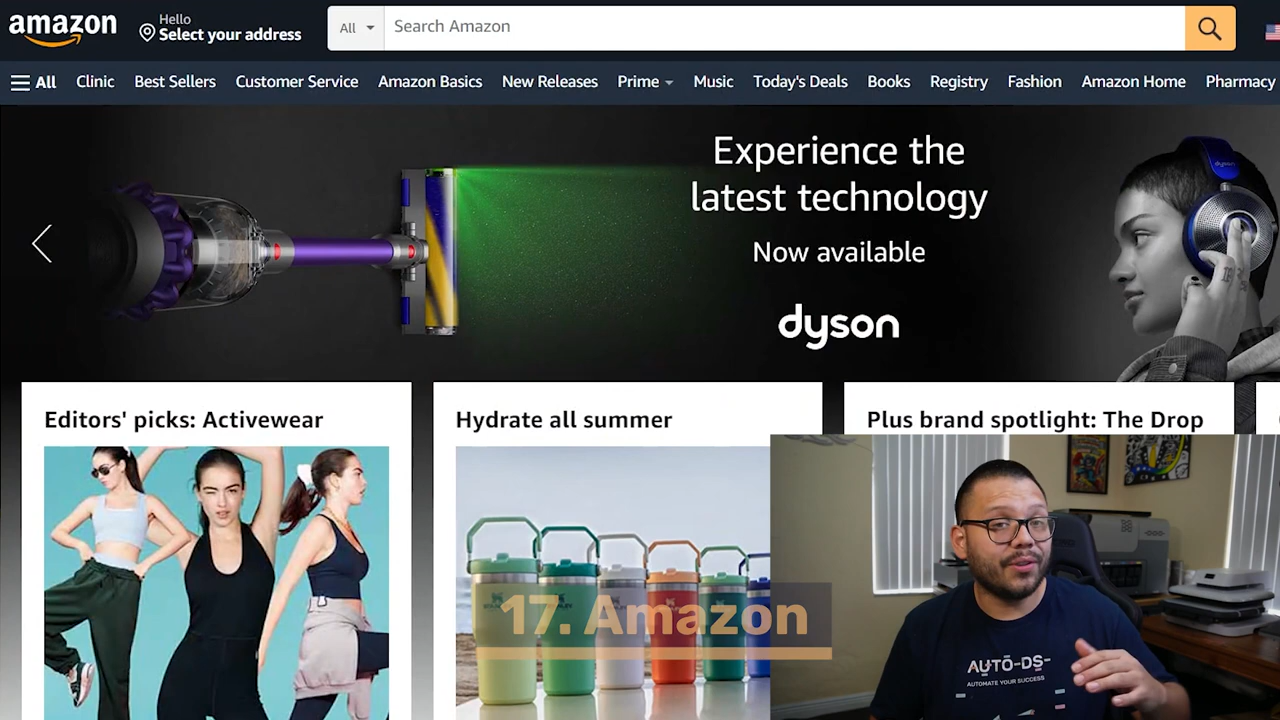 amazon
Hello
Select your address
All
Search Amazon
All
Clinic
Best Sellers
Customer Service
Amazon Basics
New Releases
Prime
Music
Today's Deals
Books
Registry
Fashion
Amazon Home
Pharmacy
Experience the
latest technology
Now available
dyson
dyson
Editors' picks: Activewear
Hydrate all summer
Plus brand spotlight: The Drop
17. Amazon
AUTO-DS-
AUTOMATE YOUR SUCCESS